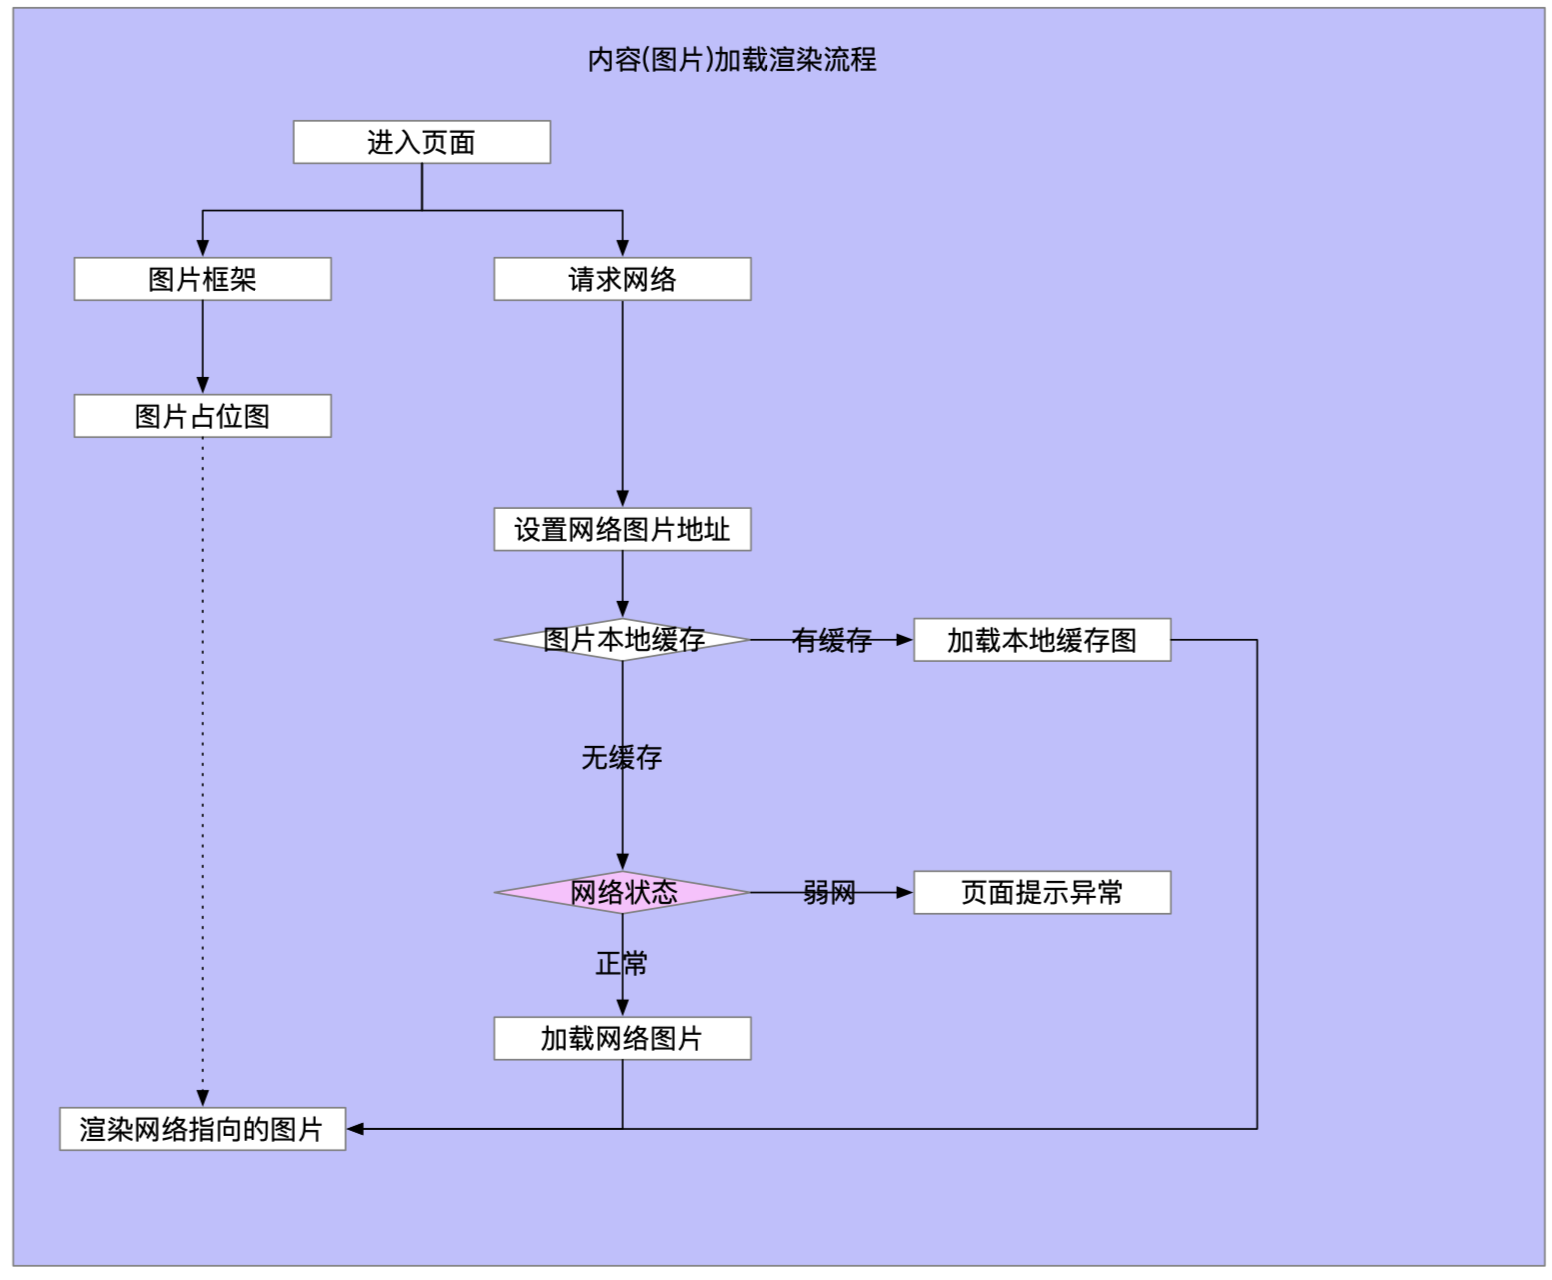 内容(图片)加载渲染流程
进入页面
图片框架
请求网络
图片占位图
设置网络图片地址
图片本地缓存
有缓存
加载本地缓存图
无缓存
网络状态
弱网
页面提示异常
正常
加载网络图片
渲染网络指向的图片